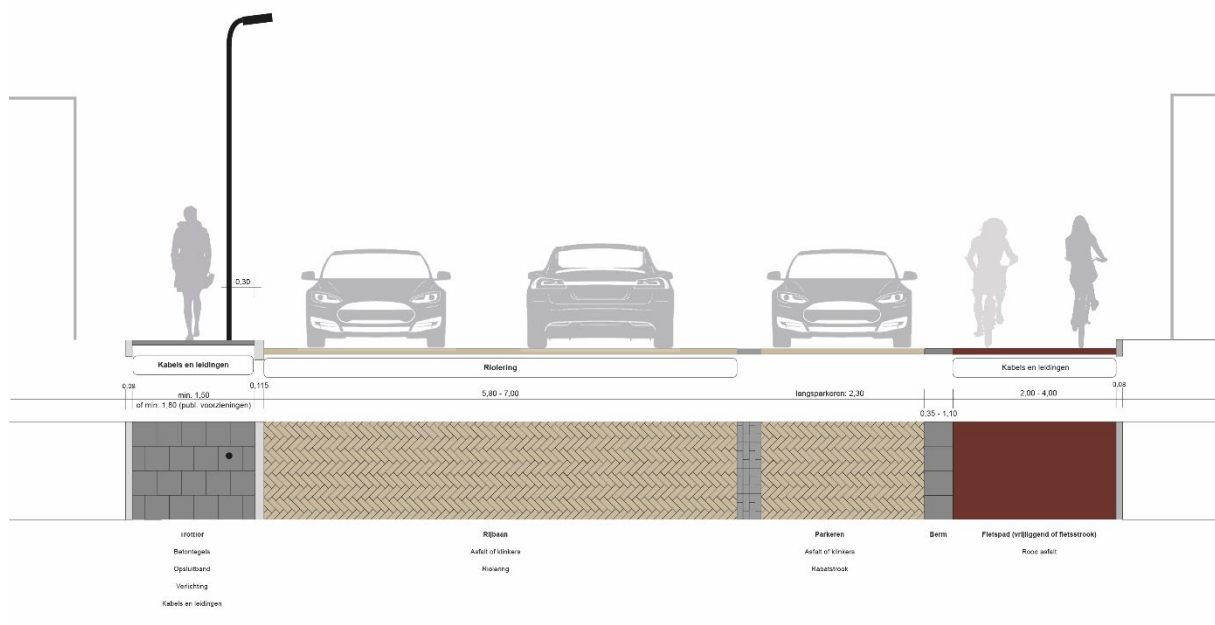 0,30
Kabels en leidingen
Riolering
Kabels en leidingen
0,08
0,115
0,08
min. 1,50
of min. 1,80 (publ. voorzieningen)
5,80 - 7,00
langsparkeren: 2,30
2,00 - 4,00
0,35 - 1,10
Trottoir
Rijbaan
Parkeren
Berm
Fietspad (vrijliggend of fietsstrook)
Betontegels
Asfalt of klinkers
Asfalt of klinkers
Rood asfalt
Opsluitband
Riolering
Rabatstrook
Verlichting
Kabels en leidingen